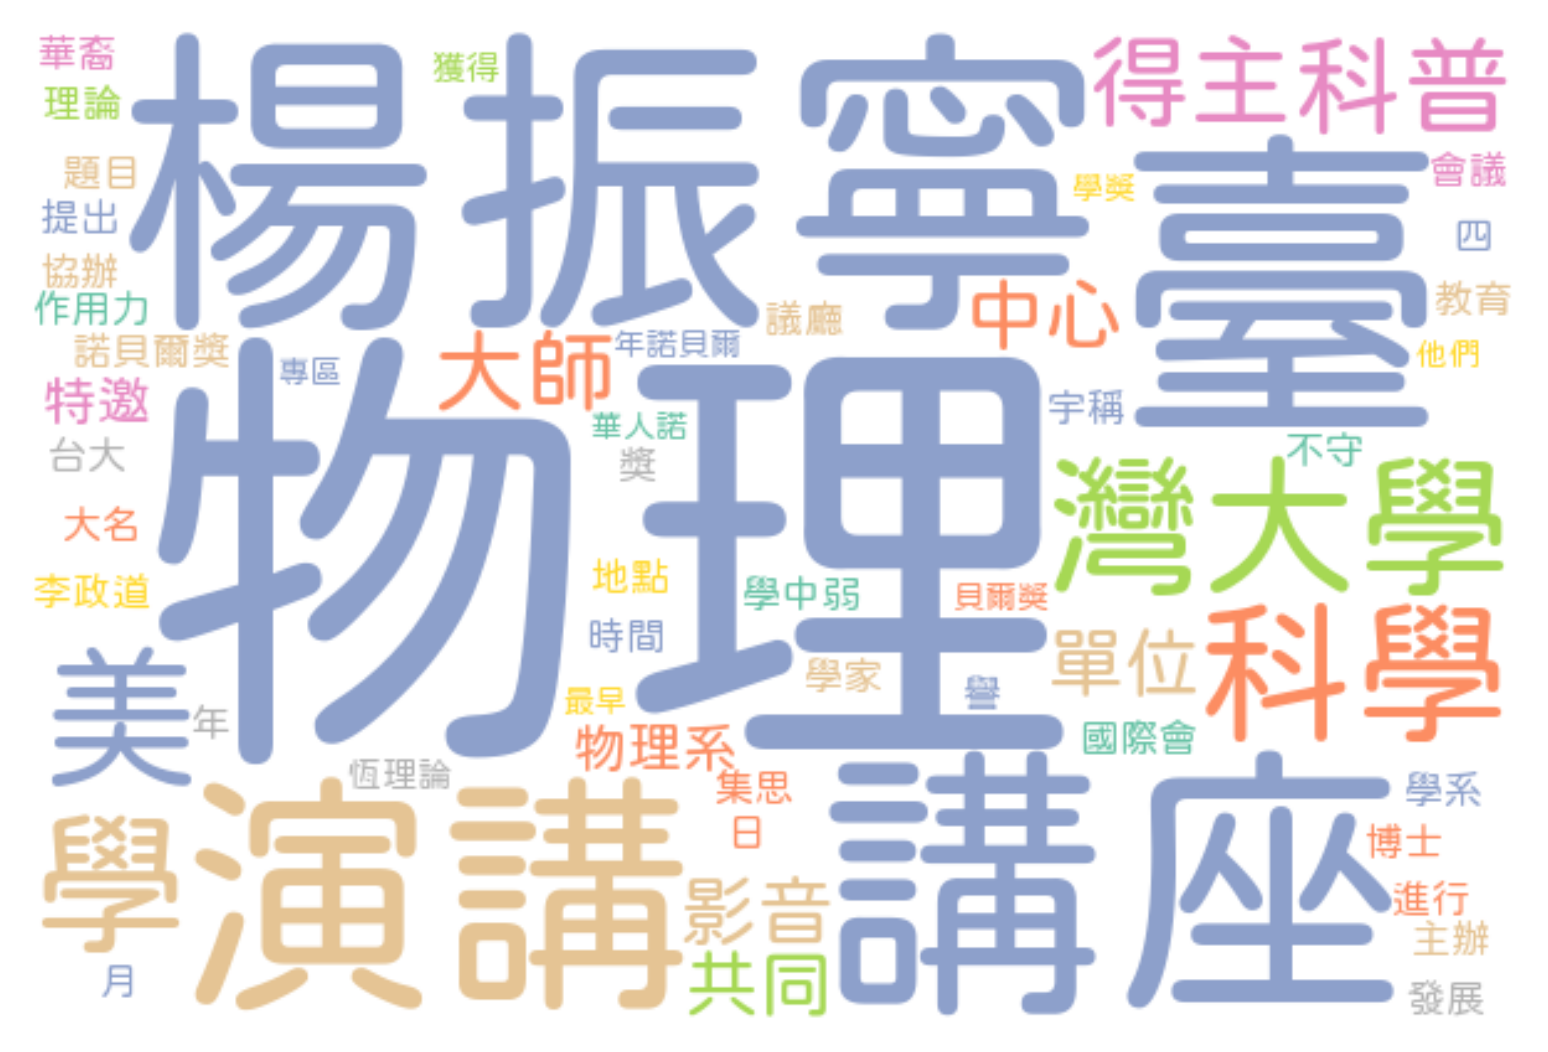 華裔
理論
楊振寧
獲得
得主科普
臺
會議
學獎
題目
提出
四
協辦
教育
作用力
議廳
中心
諾貝爾獎
專區
大師
年諾貝爾
他們
特邀
物理
宇稱
華人諾
不守
台大
獎
灣大學
大名
李政道
地點
學中弱
貝爾獎
時間
單位
科學
美
年
最早
學家
譽
物理系
國際會
恆理論
集思
學系
日
學
演講
講座
博士
影音
進行
主辦
月
共同
發展